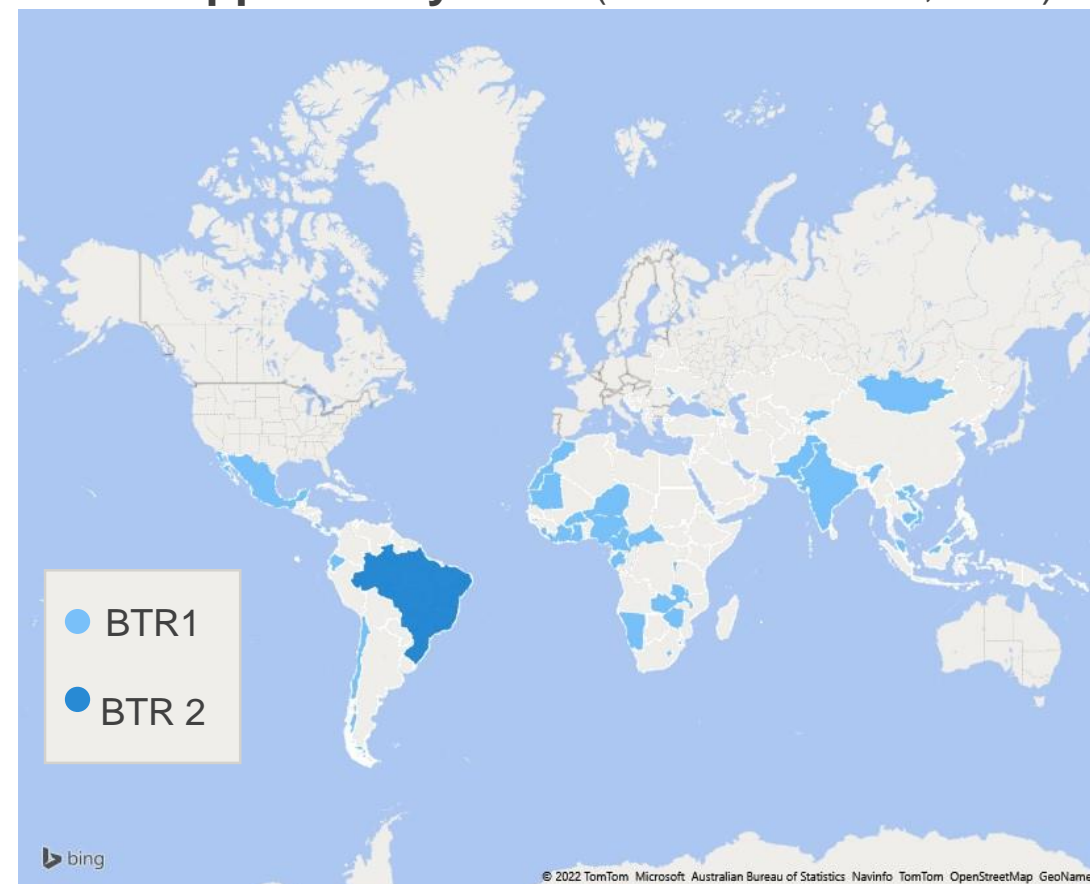 BTR1
BTR 2
bing
© 2022 TomTom Microsoft Australian Bureau of Statistics Navinfo TomTom OpenStreetMap GeoName